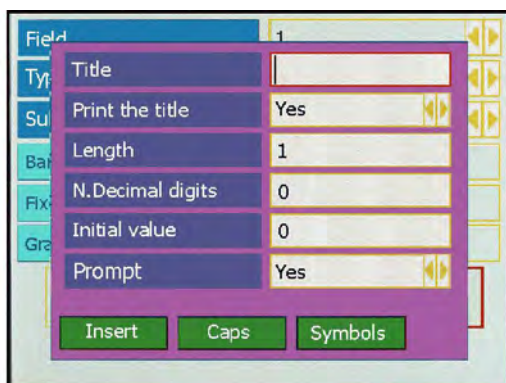 Field 1
Title
Print the title Yes
Length 1
N.Decimal digits 0
Initial value 0
Prompt Yes
Insert Caps Symbols